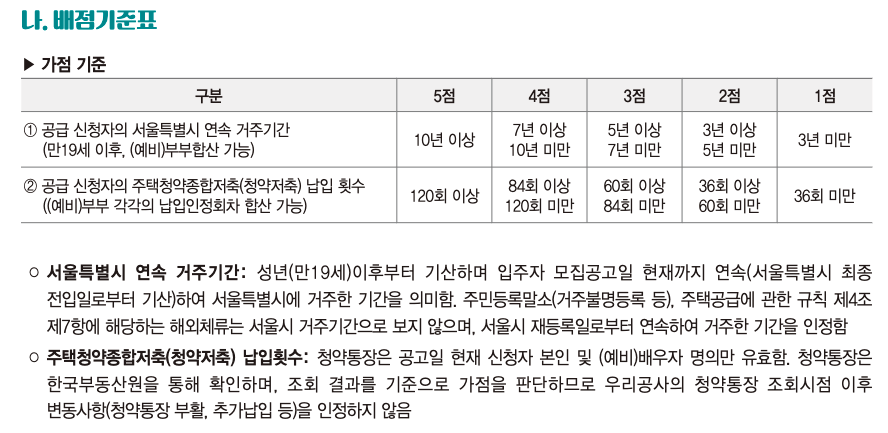 나. 배점기준표
▶ 가점 기준
구분 5점 4점 3점 2점 1점
① 공급 신청자의 서울특별시 연속 거주기간
(만19세 이후, (예비)부부합산 가능)
10년 이상
7년 이상
10년 미만
5년 이상
7년 미만
3년 이상
5년 미만
3년 미만
② 공급 신청자의 주택청약종합저축(청약저축) 납입 횟수
((예비)부부 각각의 납입인정회차 합산 가능)
120회 이상
84회 이상
120회 미만
60회 이상
84회 미만
36회 이상
60회 미만
36회 미만
○ 서울특별시 연속 거주기간: 성년(만19세)이후부터 기산하며 입주자 모집공고일 현재까지 연속(서울특별시 최종
전입일로부터 기산)하여 서울특별시에 거주한 기간을 의미함. 주민등록말소(거주불명등록 등), 주택공급에 관한 규칙 제4조
제7항에 해당하는 해외체류는 서울시 거주기간으로 보지 않으며, 서울시 재등록일로부터 연속하여 거주한 기간을 인정함
○ 주택청약종합저축(청약저축) 납입횟수: 청약통장은 공고일 현재 신청자 본인 및 (예비)배우자 명의만 유효함. 청약통장은
한국부동산원을 통해 확인하며, 조회 결과를 기준으로 가점을 판단하므로 우리공사의 청약통장 조회시점 이후
변동사항(청약통장 부활, 추가납입 등)을 인정하지 않음